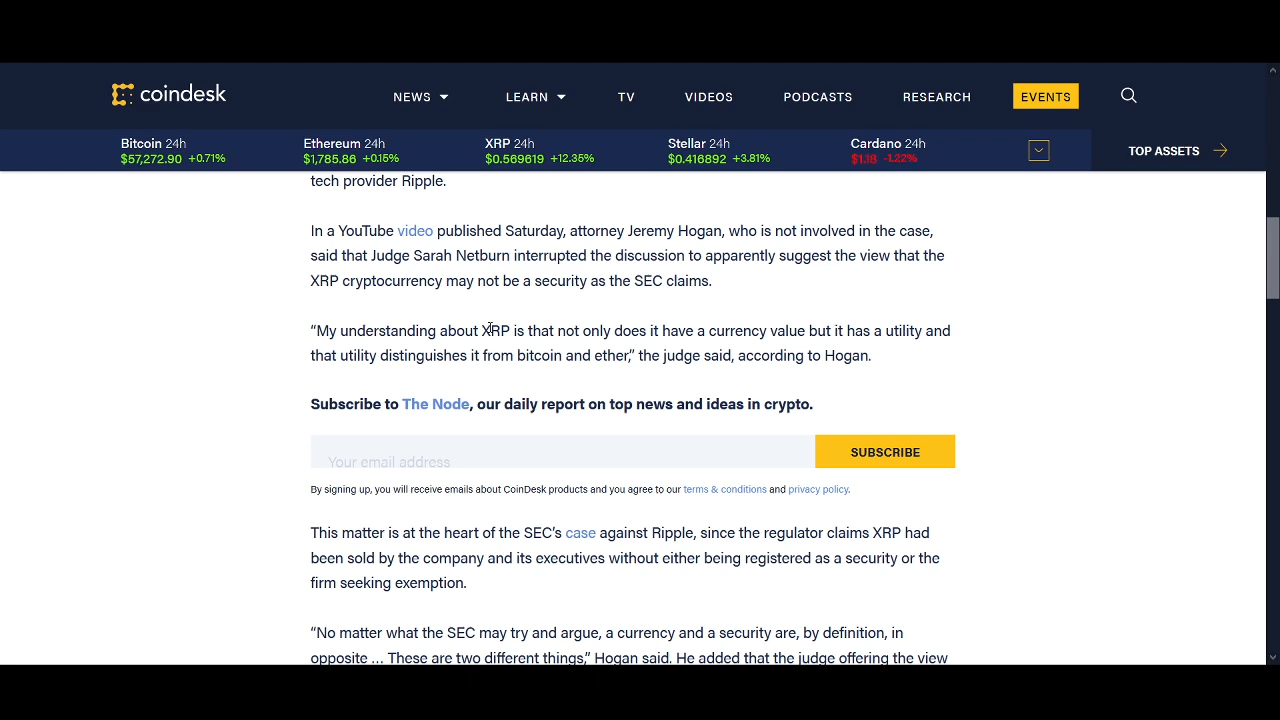 coindesk
NEWS
LEARN
TV
VIDEOS
PODCASTS
RESEARCH
EVENTS
Bitcoin 24h
$57,272.90 +0.71%
Ethereum 24h
$1,785.86 +0.15%
XRP 24h
$0.569619 +12.35%
Stellar 24h
$0.416892 +3.81%
Cardano 24h
$1.18 -1.22%
TOP ASSETS
tech provider Ripple.
In a YouTube video published Saturday, attorney Jeremy Hogan, who is not involved in the case,
said that Judge Sarah Netburn interrupted the discussion to apparently suggest the view that the
XRP cryptocurrency may not be a security as the SEC claims.
“My understanding about XRP is that not only does it have a currency value but it has a utility and
that utility distinguishes it from bitcoin and ether,” the judge said, according to Hogan.
Subscribe to The Node, our daily report on top news and ideas in crypto.
Your email address
SUBSCRIBE
By signing up, you will receive emails about CoinDesk products and you agree to our terms & conditions and privacy policy.
This matter is at the heart of the SEC’s case against Ripple, since the regulator claims XRP had
been sold by the company and its executives without either being registered as a security or the
firm seeking exemption.
“No matter what the SEC may try and argue, a currency and a security are, by definition, in
opposite … These are two different things,” Hogan said. He added that the judge offering the view